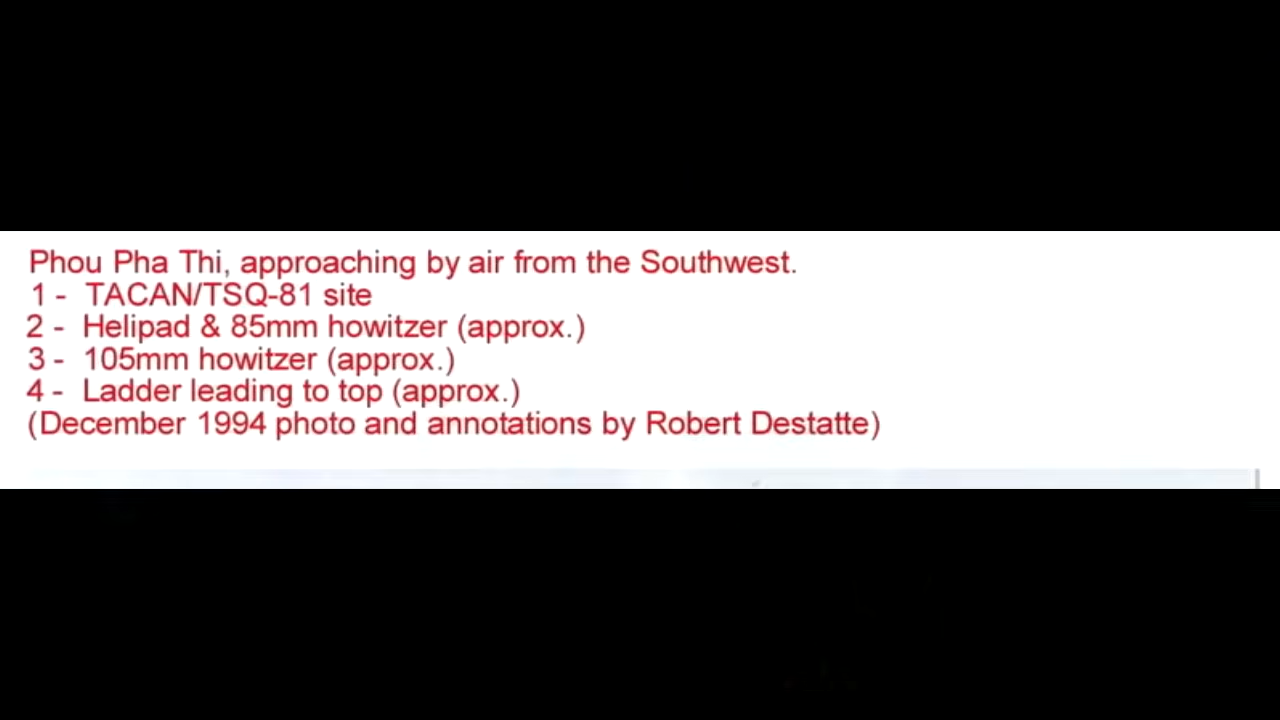 Phou Pha Thi, approaching by air from the Southwest.
1 - TACAN/TSQ-81 site
2 - Helipad & 85mm howitzer (approx.)
3 - 105mm howitzer (approx.)
4 - Ladder leading to top (approx.)
(December 1994 photo and annotations by Robert Destatte)